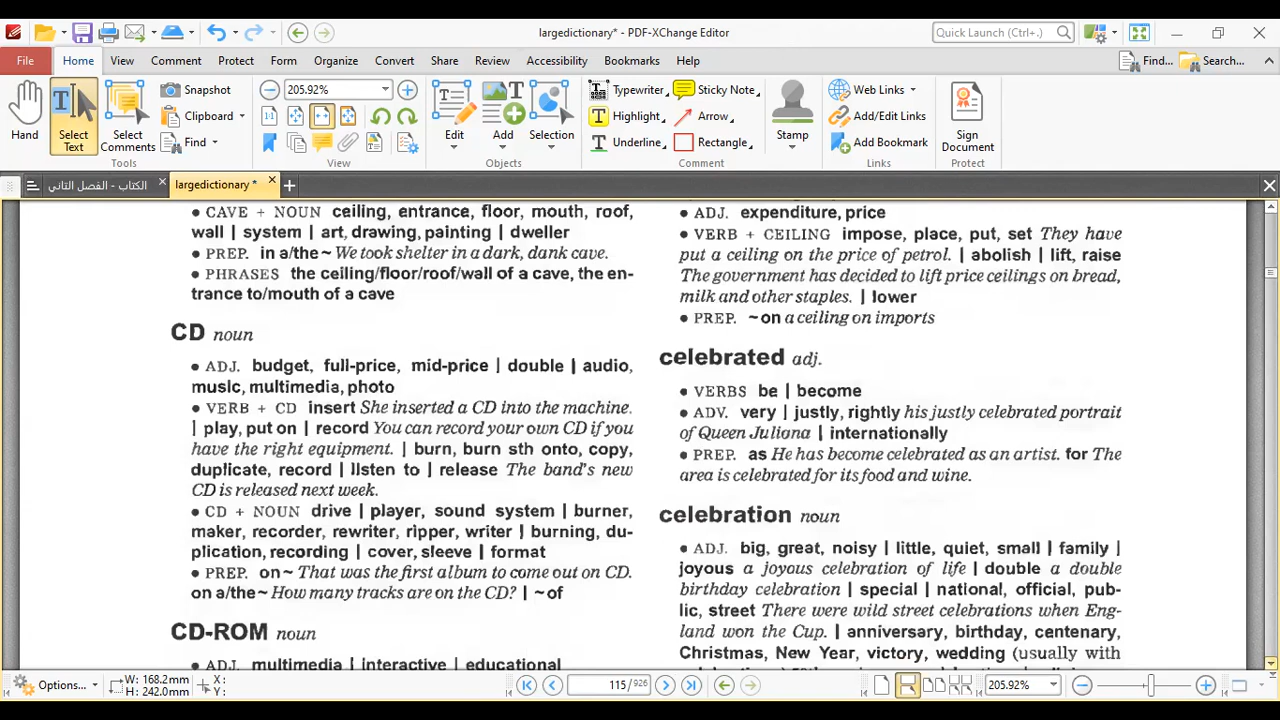 largedictionary* - PDF-XChange Editor
Quick Launch (Ctrl+.)
File Home View Comment Protect Form Organize Convert Share Review Accessibility Bookmarks Help
Find... Search...
Hand
Select Text
Select Comments
Snapshot
Clipboard
Find
Tools
205.92%
View
Edit
Add
Selection
Objects
Typewriter
Highlight
Underline
Sticky Note
Arrow
Rectangle
Comment
Stamp
Web Links
Add/Edit Links
Add Bookmark
Links
Sign Document
Protect
الكتاب - الفصل الثاني
largedictionary *
• CAVE + NOUN ceiling, entrance, floor, mouth, roof,
wall | system | art, drawing, painting | dweller
• PREP. in a/the ~ We took shelter in a dark, dank cave.
• PHRASES the ceiling/floor/roof/wall of a cave, the en-
trance to/mouth of a cave
CD noun
• ADJ. budget, full-price, mid-price | double | audio,
music, multimedia, photo
• VERB + CD insert She inserted a CD into the machine.
| play, put on | record You can record your own CD if you
have the right equipment. | burn, burn sth onto, copy,
duplicate, record | listen to | release The band's new
CD is released next week.
• CD + NOUN drive | player, sound system | burner,
maker, recorder, rewriter, ripper, writer | burning, du-
plication, recording | cover, sleeve | format
• PREP. on ~ That was the first album to come out on CD.
on a/the ~ How many tracks are on the CD? | ~ of
CD-ROM noun
• ADJ. multimedia | interactive | educational
• ADJ. expenditure, price
• VERB + CEILING impose, place, put, set They have
put a ceiling on the price of petrol. | abolish | lift, raise
The government has decided to lift price ceilings on bread,
milk and other staples. | lower
• PREP. ~ on a ceiling on imports
celebrated adj.
• VERBS be | become
• ADV. very | justly, rightly his justly celebrated portrait
of Queen Juliana | internationally
• PREP. as He has become celebrated as an artist. for The
area is celebrated for its food and wine.
celebration noun
• ADJ. big, great, noisy | little, quiet, small | family |
joyous a joyous celebration of life | double a double
birthday celebration | special | national, official, pub-
lic, street There were wild street celebrations when Eng-
land won the Cup. | anniversary, birthday, centenary,
Christmas, New Year, victory, wedding (usually with
Options...
W: 168.2mm
H: 242.0mm
X:
Y:
115 / 926
205.92%